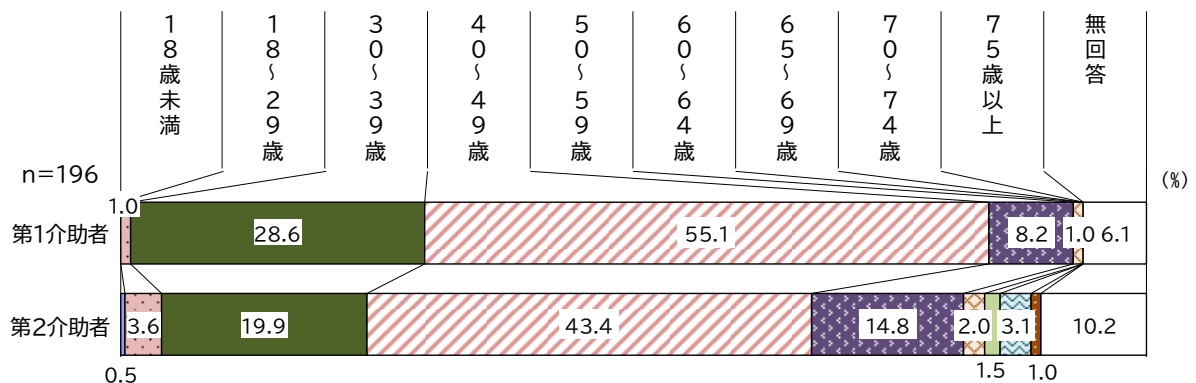 18歳未満
18～29歳
30～39歳
40～49歳
50～59歳
60～64歳
65～69歳
70～74歳
75歳以上
無回答
n=196
(%)
1.0
第1介助者
28.6
55.1
8.2
1.0
6.1
第2介助者
3.6
19.9
43.4
14.8
2.0
3.1
10.2
0.5
1.5
1.0